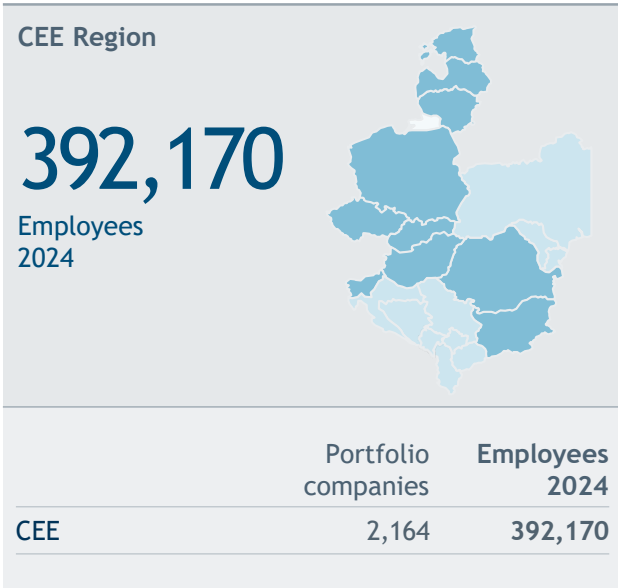 CEE Region
392,170
Employees
2024
Portfolio companies Employees 2024
CEE 2,164 392,170